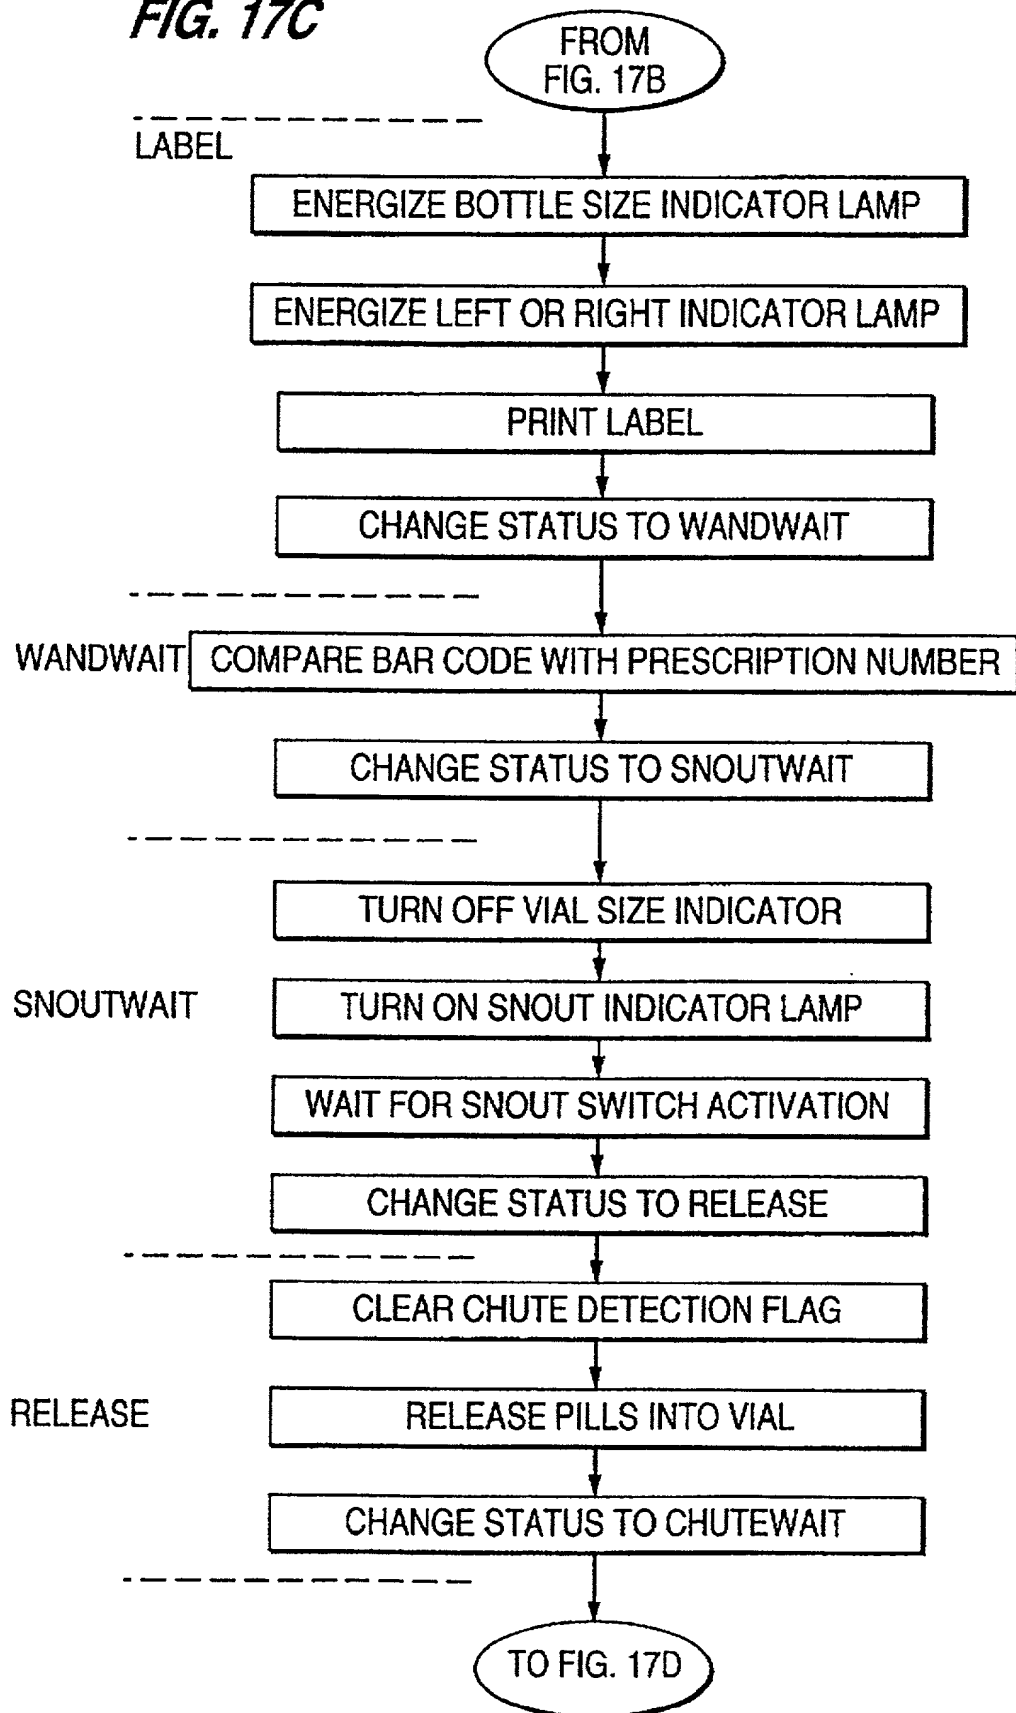 FIG. 17C
FROM
FIG. 17B
LABEL
ENERGIZE BOTTLE SIZE INDICATOR LAMP
ENERGIZE LEFT OR RIGHT INDICATOR LAMP
PRINT LABEL
CHANGE STATUS TO WANDWAIT
WANDWAIT
COMPARE BAR CODE WITH PRESCRIPTION NUMBER
CHANGE STATUS TO SNOUTWAIT
TURN OFF VIAL SIZE INDICATOR
SNOUTWAIT
TURN ON SNOUT INDICATOR LAMP
WAIT FOR SNOUT SWITCH ACTIVATION
CHANGE STATUS TO RELEASE
CLEAR CHUTE DETECTION FLAG
RELEASE
RELEASE PILLS INTO VIAL
CHANGE STATUS TO CHUTEWAIT
TO FIG. 17D